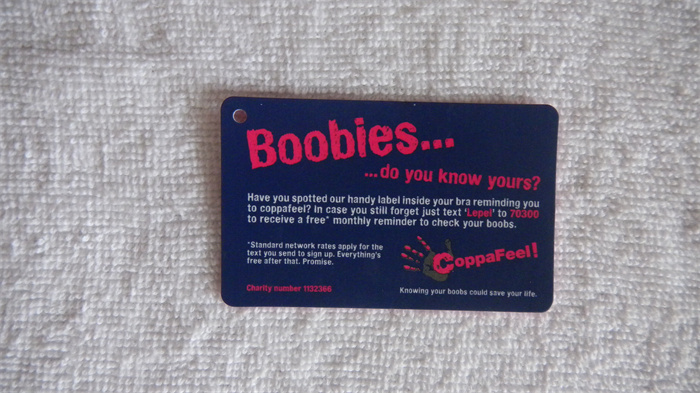 Boobies...
...do you know yours?
Have you spotted our handy label inside your bra reminding you
to coppafeel? In case you still forget just text 'Lepel' to 70300
to receive a free* monthly reminder to check your boobs.
*Standard network rates apply for the
text you send to sign up. Everything's
free after that. Promise.
CoppaFeel!
Charity number 1132366
Knowing your boobs could save your life.